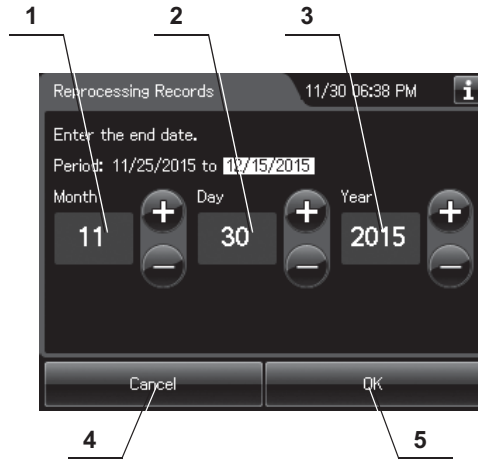 1 2 3
Reprocessing Records 11/30 06:38 PM i
Enter the end date.
Period: 11/25/2015 to 12/15/2015
Month Day Year
11 + 30 + 2015 +
− − −
Cancel OK
4 5